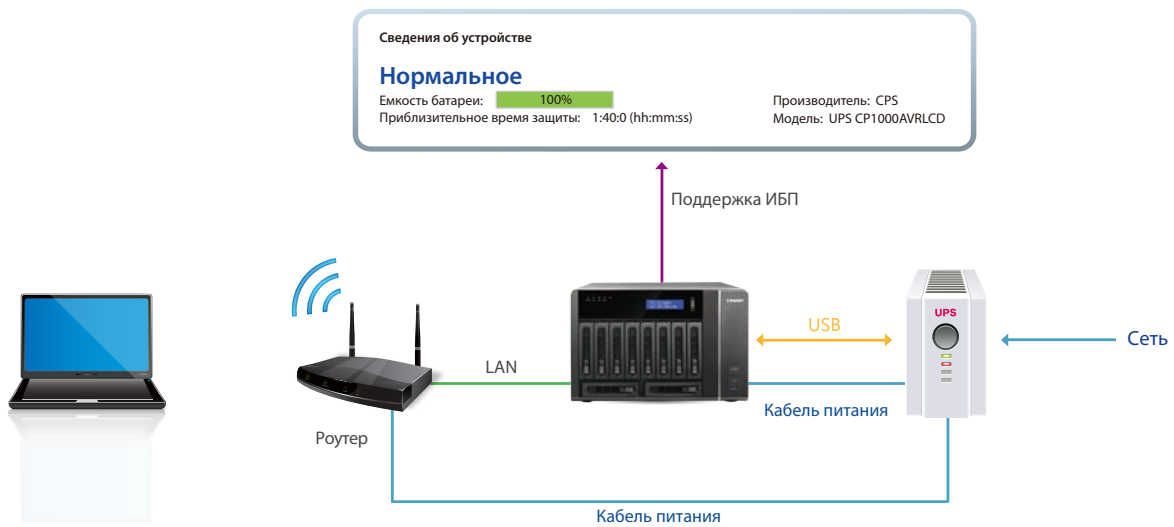 Сведения об устройстве
Нормальное
Емкость батареи: 100%
Приблизительное время защиты: 1:40:0 (hh:mm:ss)
Производитель: CPS
Модель: UPS CP1000AVRLCD
Поддержка ИБП
UPS
USB
Сеть
LAN
Кабель питания
Роутер
Кабель питания